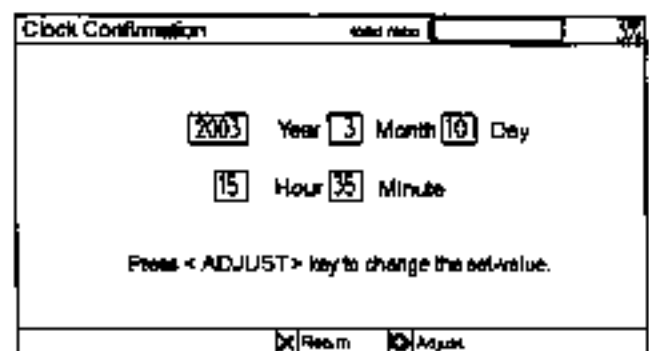 Clock Confirmation
2003 Year 3 Month 10 Day
15 Hour 35 Minute
Press < ADJUST > key to change the set-value.
Return Adjust